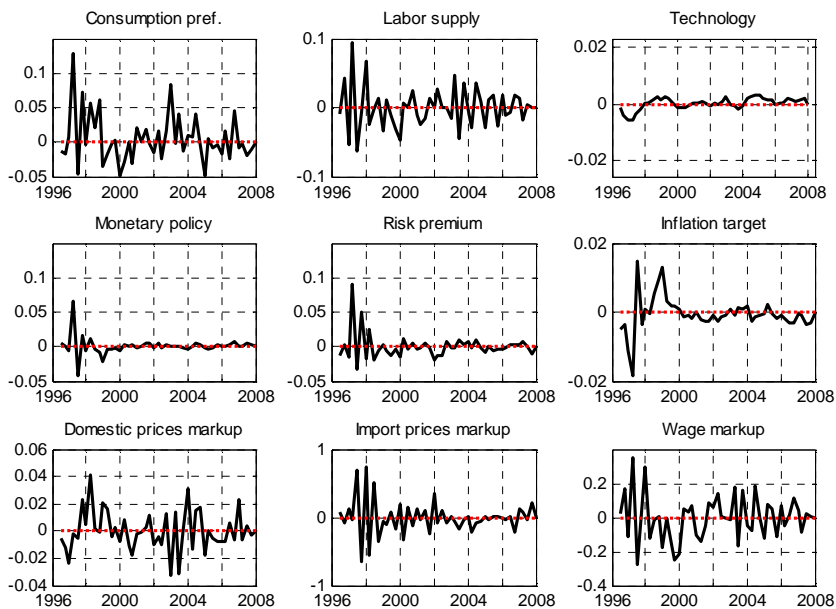 Consumption pref. Labor supply Technology
0.1 0.1 0.02
0.05 0 0
0 -0.02
-0.05 -0.1
1996 2000 2004 2008 1996 2000 2004 2008 1996 2000 2004 2008
Monetary policy Risk premium Inflation target
0.1 0.1 0.02
0.05 0.05 0
0 0
-0.05 -0.05 -0.02
1996 2000 2004 2008 1996 2000 2004 2008 1996 2000 2004 2008
Domestic prices markup Import prices markup Wage markup
0.06 1
0.04 0.2
0.02 0 0
0 -0.2
-0.02
-0.04 -1 -0.4
1996 2000 2004 2008 1996 2000 2004 2008 1996 2000 2004 2008